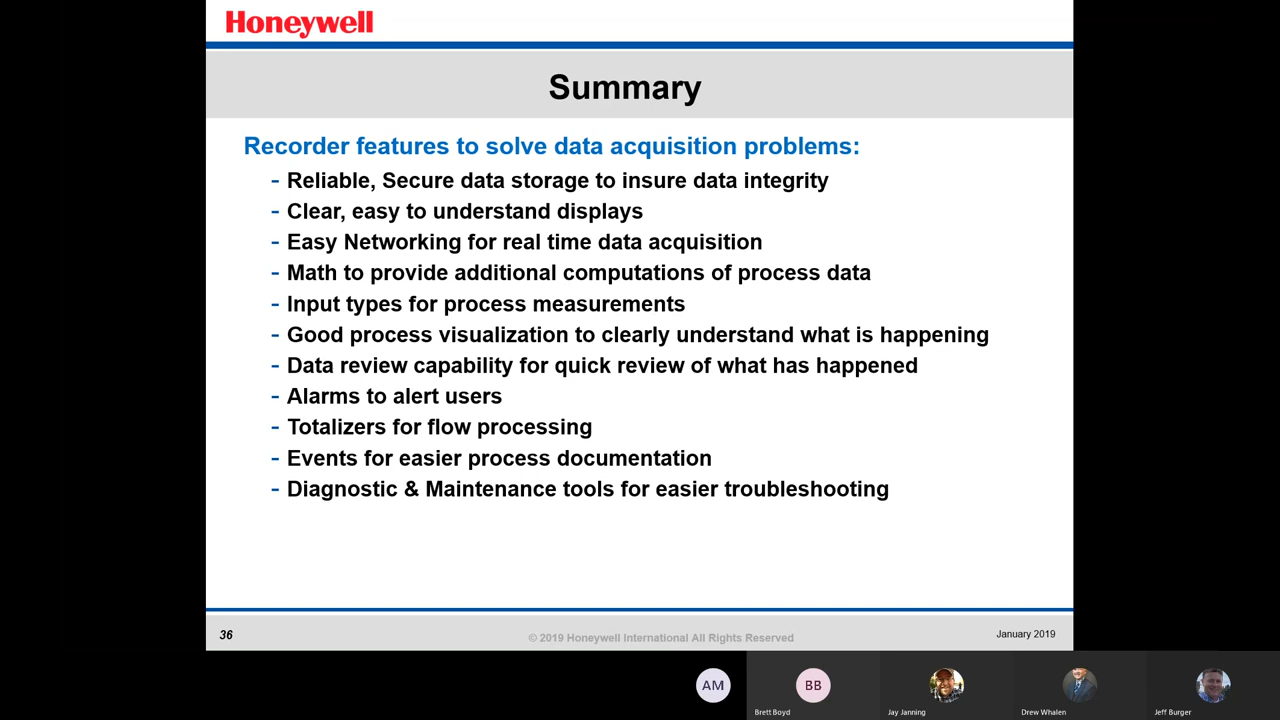 Honeywell
Summary
Recorder features to solve data acquisition problems:
- Reliable, Secure data storage to insure data integrity
- Clear, easy to understand displays
- Easy Networking for real time data acquisition
- Math to provide additional computations of process data
- Input types for process measurements
- Good process visualization to clearly understand what is happening
- Data review capability for quick review of what has happened
- Alarms to alert users
- Totalizers for flow processing
- Events for easier process documentation
- Diagnostic & Maintenance tools for easier troubleshooting
36
© 2019 Honeywell International All Rights Reserved
January 2019
AM
BB
Brett Boyd
Jay Janning
Drew Whalen
Jeff Burger